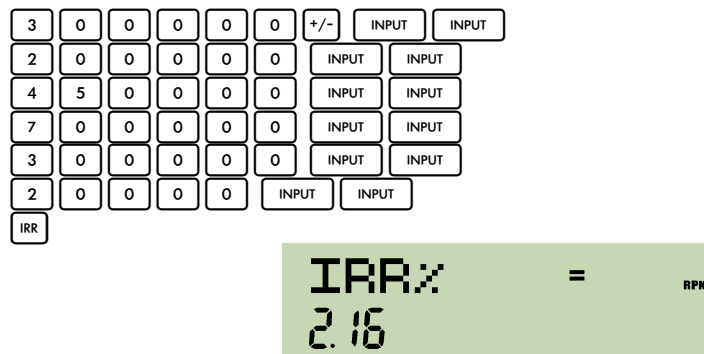 3 0 0 0 0 0 +/- INPUT INPUT
2 0 0 0 0 0 INPUT INPUT
4 5 0 0 0 0 INPUT INPUT
7 0 0 0 0 0 INPUT INPUT
3 0 0 0 0 0 INPUT INPUT
2 0 0 0 0 INPUT INPUT
IRR
IRR% = RPN
2.16